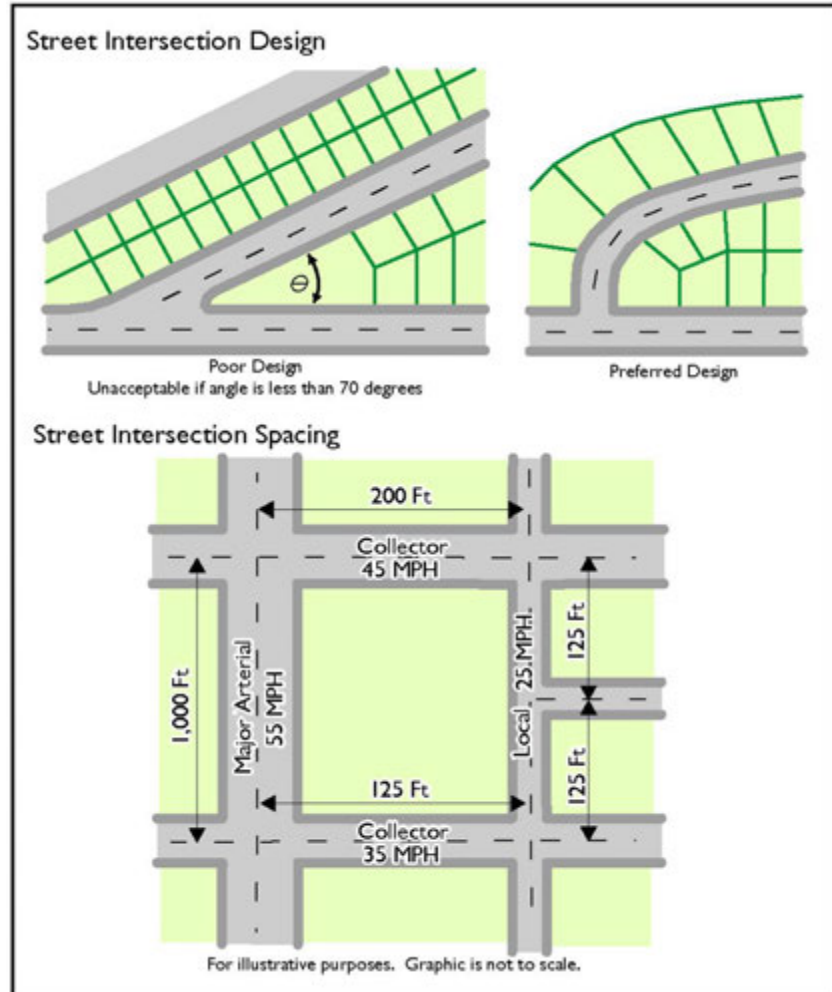 Street Intersection Design
θ
Poor Design
Unacceptable if angle is less than 70 degrees
Preferred Design
Street Intersection Spacing
200 Ft
Collector
45 MPH
1,000 Ft
Major Arterial
55 MPH
Local 25 MPH
125 Ft
125 Ft
125 Ft
Collector
35 MPH
For illustrative purposes. Graphic is not to scale.